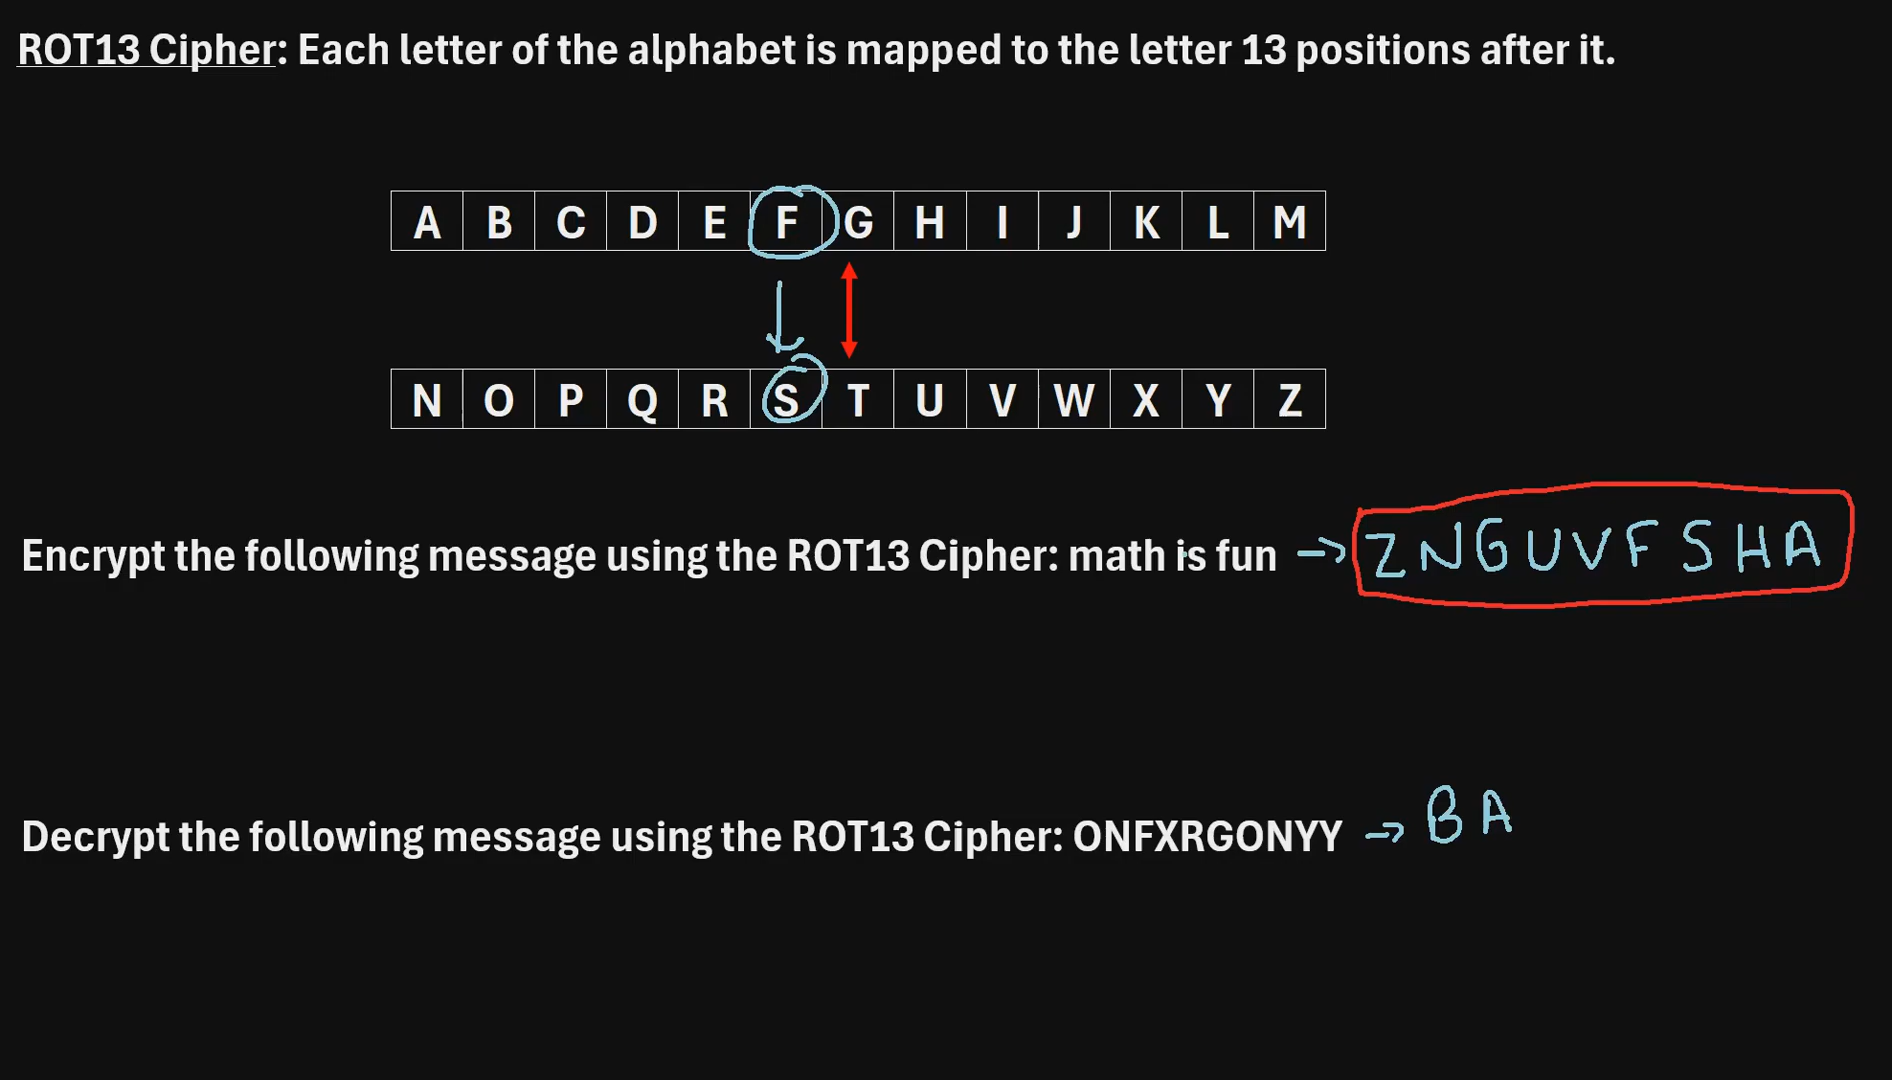 ROT13 Cipher: Each letter of the alphabet is mapped to the letter 13 positions after it.
A B C D E F G H I J K L M
N O P Q R S T U V W X Y Z
Encrypt the following message using the ROT13 Cipher: math is fun → ZNGUVFSHA
Decrypt the following message using the ROT13 Cipher: ONFXRGONYY → BA